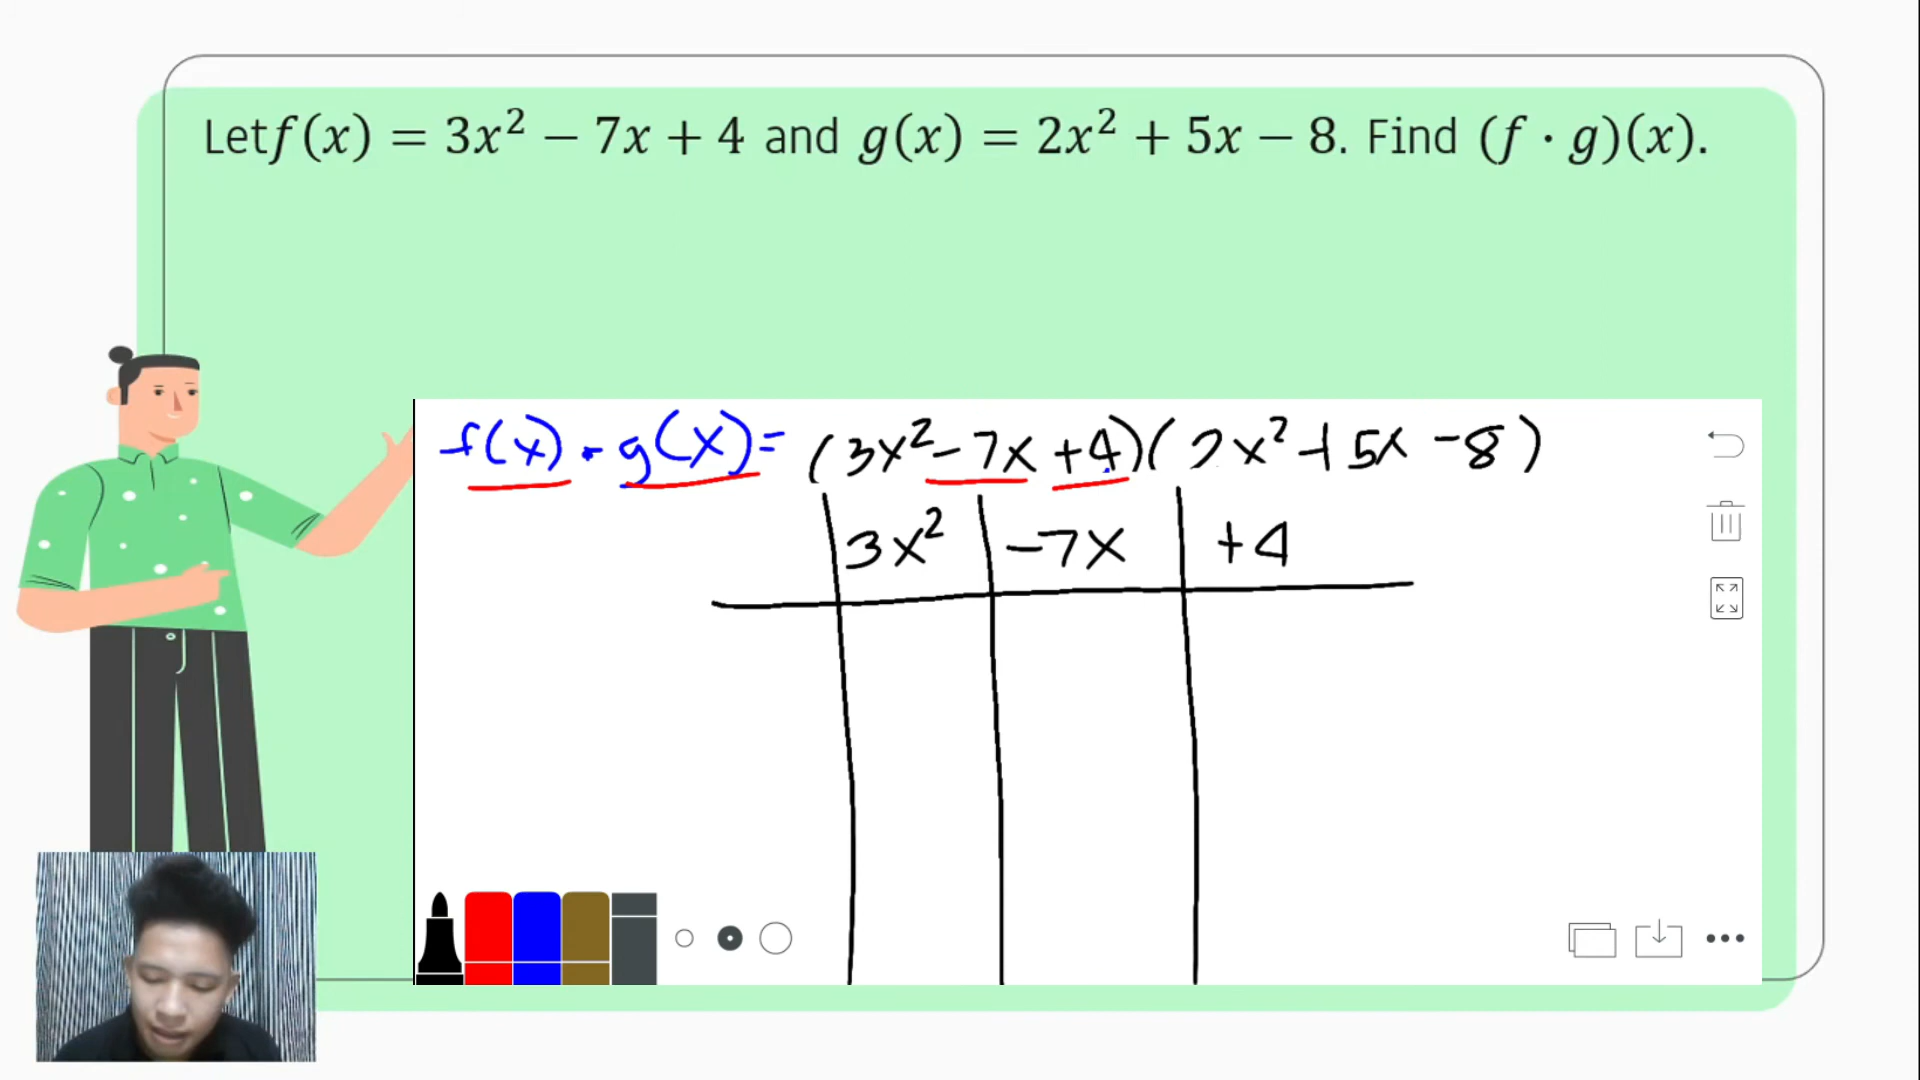 Let f(x) = 3x² − 7x + 4 and g(x) = 2x² + 5x − 8. Find (f · g)(x).
f(x) · g(x) = (3x² − 7x + 4)(2x² + 5x − 8)
3x² −7x +4